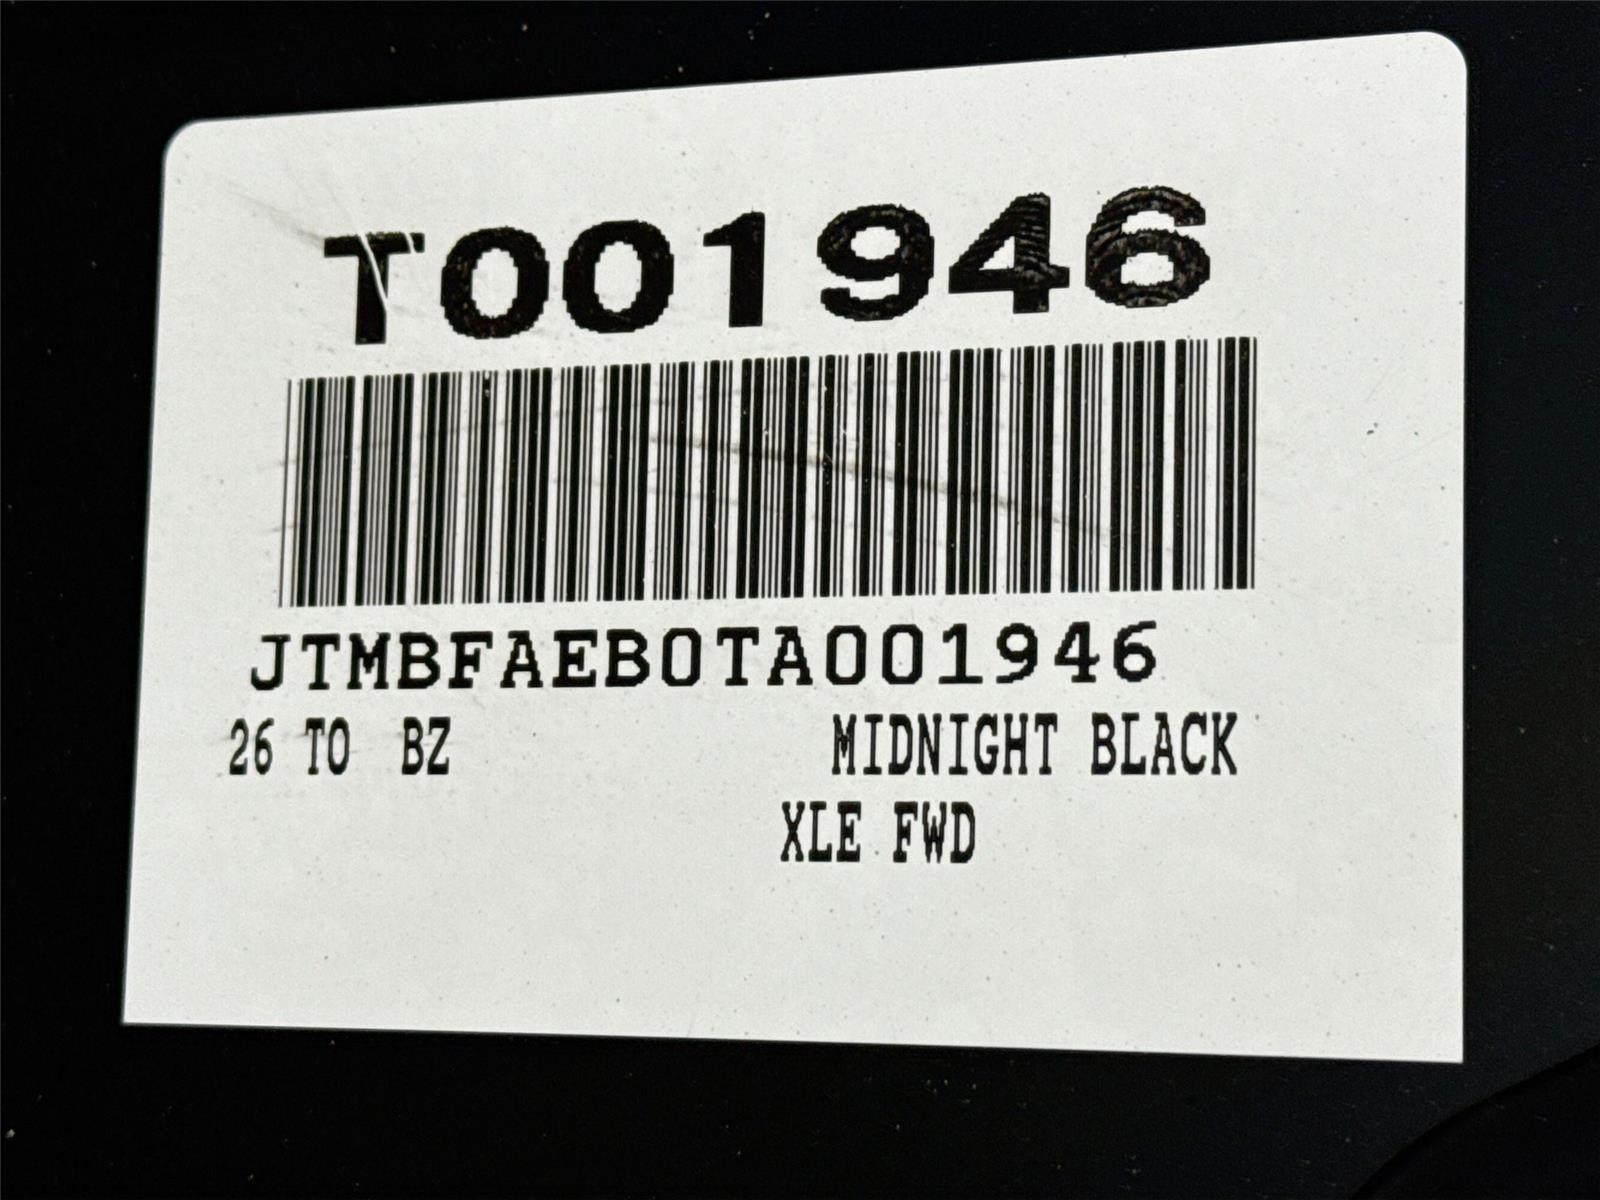 T001946
JTMBFAEB0TA001946
26 TO BZ MIDNIGHT BLACK
XLE FWD